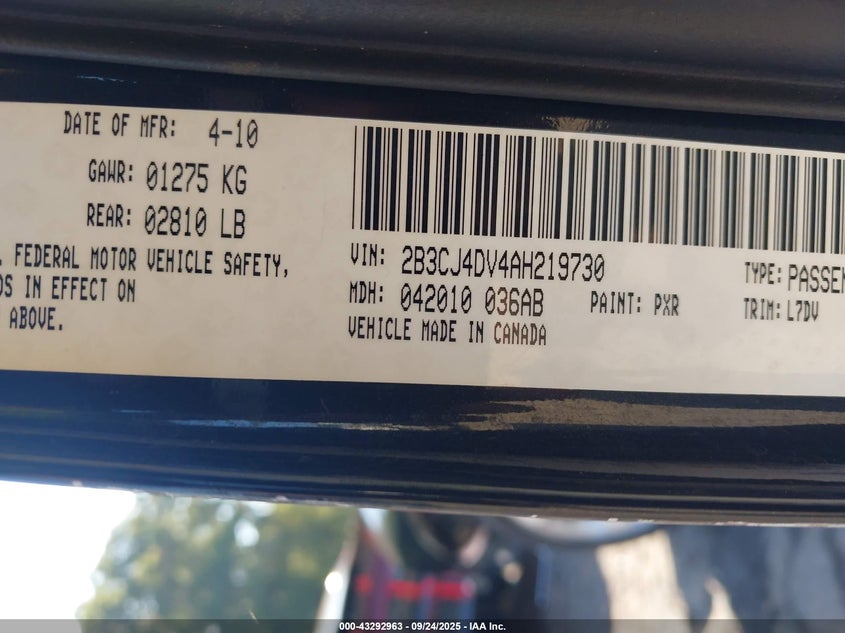 DATE OF MFR: 4-10
GAWR: 01275 KG
REAR: 02810 LB
. FEDERAL MOTOR VEHICLE SAFETY,
DS IN EFFECT ON
ABOVE.
VIN: 2B3CJ4DV4AH219730
TYPE: PASSEN
MDH: 042010 036AB
PAINT: PXR
TRIM: L7DV
VEHICLE MADE IN CANADA
000-43292963 - 09/24/2025 - IAA Inc.